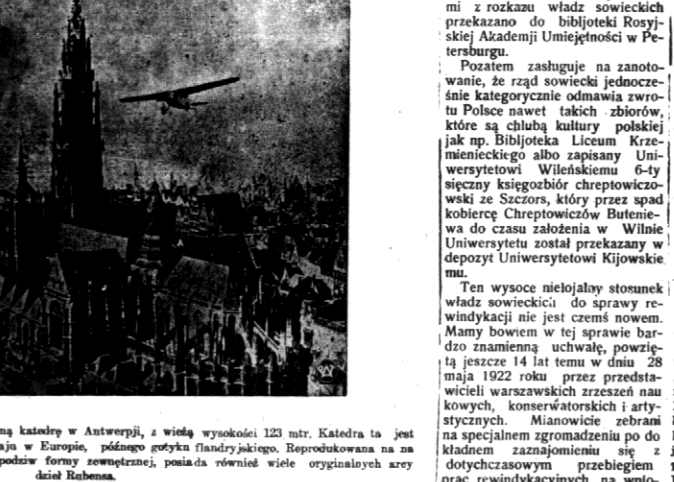 mi z rozkazu władz sowieckich
przekazano do bibljoteki Rosyj-
skiej Akademji Umiejętności w Pe-
tersburgu.
Pozatem zasługuje na zanoto-
wanie, że rząd sowiecki jednocze-
śnie kategorycznie odmawia zwro-
tu Polsce nawet takich zbiorów,
które są chlubą kultury polskiej
jak np. Bibljoteka Liceum Krze-
mienieckiego albo zapisany Uni-
wersytetowi Wileńskiemu 6-ty
sięczny księgozbiór chreptowiczo-
wski ze Szczors, który przez spad
kobiercę Chreptowiczów Butenie-
wa do czasu założenia w Wilnie
Uniwersytetu został przekazany w
depozyt Uniwersytetowi Kijowskie
mu.
Ten wysoce nielojalny stosunek
władz sowieckich do sprawy re-
windykacji nie jest czemś nowem.
Mamy bowiem w tej sprawie bar-
dzo znamienną uchwałę, powzię-
tą jeszcze 14 lat temu w dniu 28
maja 1922 roku przez przedsta-
wicieli warszawskich zrzeszeń nau
kowych, konserwatorskich i arty-
stycznych. Mianowicie zebrani
na specjalnem zgromadzeniu po do
kładnem zaznajomieniu się z
dotychczasowym przebiegiem
prac rewindykacyjnych, na wnio-
ną katedrę w Antwerpji, z wieżą wysokości 123 mtr. Katedra ta jest
aju w Europie, późnego gotyku flandryjskiego. Reprodukowana na na
podziw formy zewnętrznej, posiada również wiele oryginalnych arcy
dzieł Rubensa.